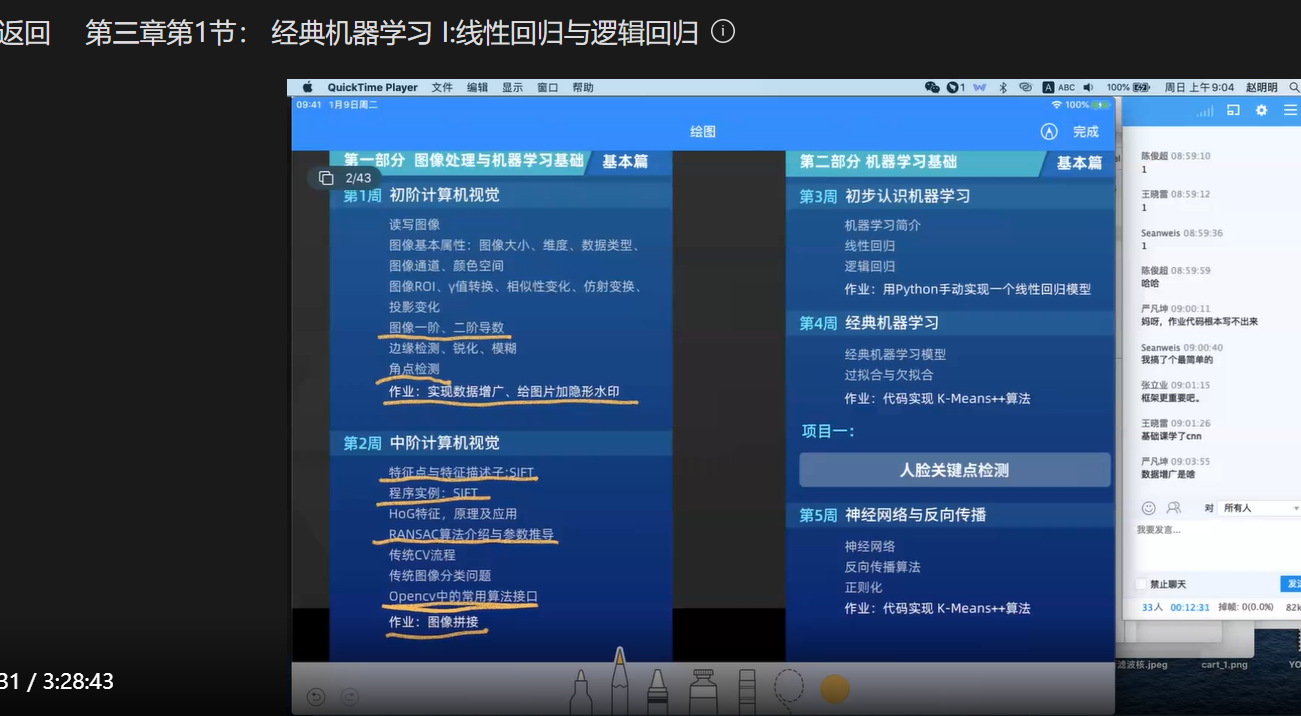 返回 第三章第1节： 经典机器学习 I:线性回归与逻辑回归
QuickTime Player 文件 编辑 显示 窗口 帮助
1 ABC 100% 周日 上午9:04 赵明明
09:41 1月9日周二
100%
绘图
完成
2/43
第一部分 图像处理与机器学习基础 基本篇
第1周 初阶计算机视觉
读写图像
图像基本属性：图像大小、维度、数据类型、
图像通道、颜色空间
图像ROI、γ值转换、相似性变化、仿射变换、
投影变化
图像一阶、二阶导数
边缘检测、锐化、模糊
角点检测
作业：实现数据增广、给图片加隐形水印
第2周 中阶计算机视觉
特征点与特征描述子:SIFT
程序实例：SIFT
HoG特征，原理及应用
RANSAC算法介绍与参数推导
传统CV流程
传统图像分类问题
Opencv中的常用算法接口
作业：图像拼接
第二部分 机器学习基础 基本篇
第3周 初步认识机器学习
机器学习简介
线性回归
逻辑回归
作业：用Python手动实现一个线性回归模型
第4周 经典机器学习
经典机器学习模型
过拟合与欠拟合
作业：代码实现 K-Means++算法
项目一：
人脸关键点检测
第5周 神经网络与反向传播
神经网络
反向传播算法
正则化
作业：代码实现 K-Means++算法
陈俊超 08:59:10
1
王晓雷 08:59:12
1
Seanweis 08:59:36
1
陈俊超 08:59:59
哈哈
严凡坤 09:00:11
妈呀，作业代码根本写不出来
Seanweis 09:00:40
我搞了个最简单的
张立业 09:01:15
框架更重要吧。
王晓雷 09:01:26
基础课学了cnn
严凡坤 09:03:55
数据增广是啥
对 所有人
我要发言...
禁止聊天
33人 00:12:31 掉帧: 0(0.0%) 82k
滤波核.jpeg cart_1.png YO
31 / 3:28:43